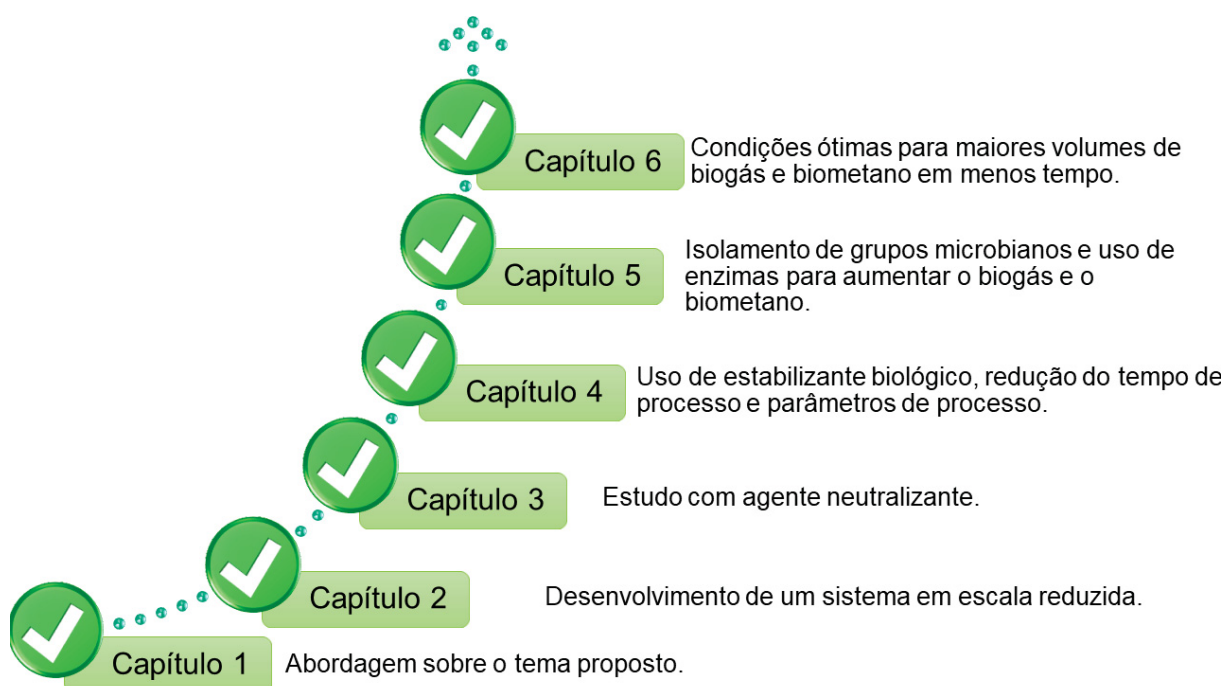 Capítulo 6
Condições ótimas para maiores volumes de
biogás e biometano em menos tempo.
Capítulo 5
Isolamento de grupos microbianos e uso de
enzimas para aumentar o biogás e o
biometano.
Capítulo 4
Uso de estabilizante biológico, redução do tempo de
processo e parâmetros de processo.
Capítulo 3
Estudo com agente neutralizante.
Capítulo 2
Desenvolvimento de um sistema em escala reduzida.
Capítulo 1
Abordagem sobre o tema proposto.